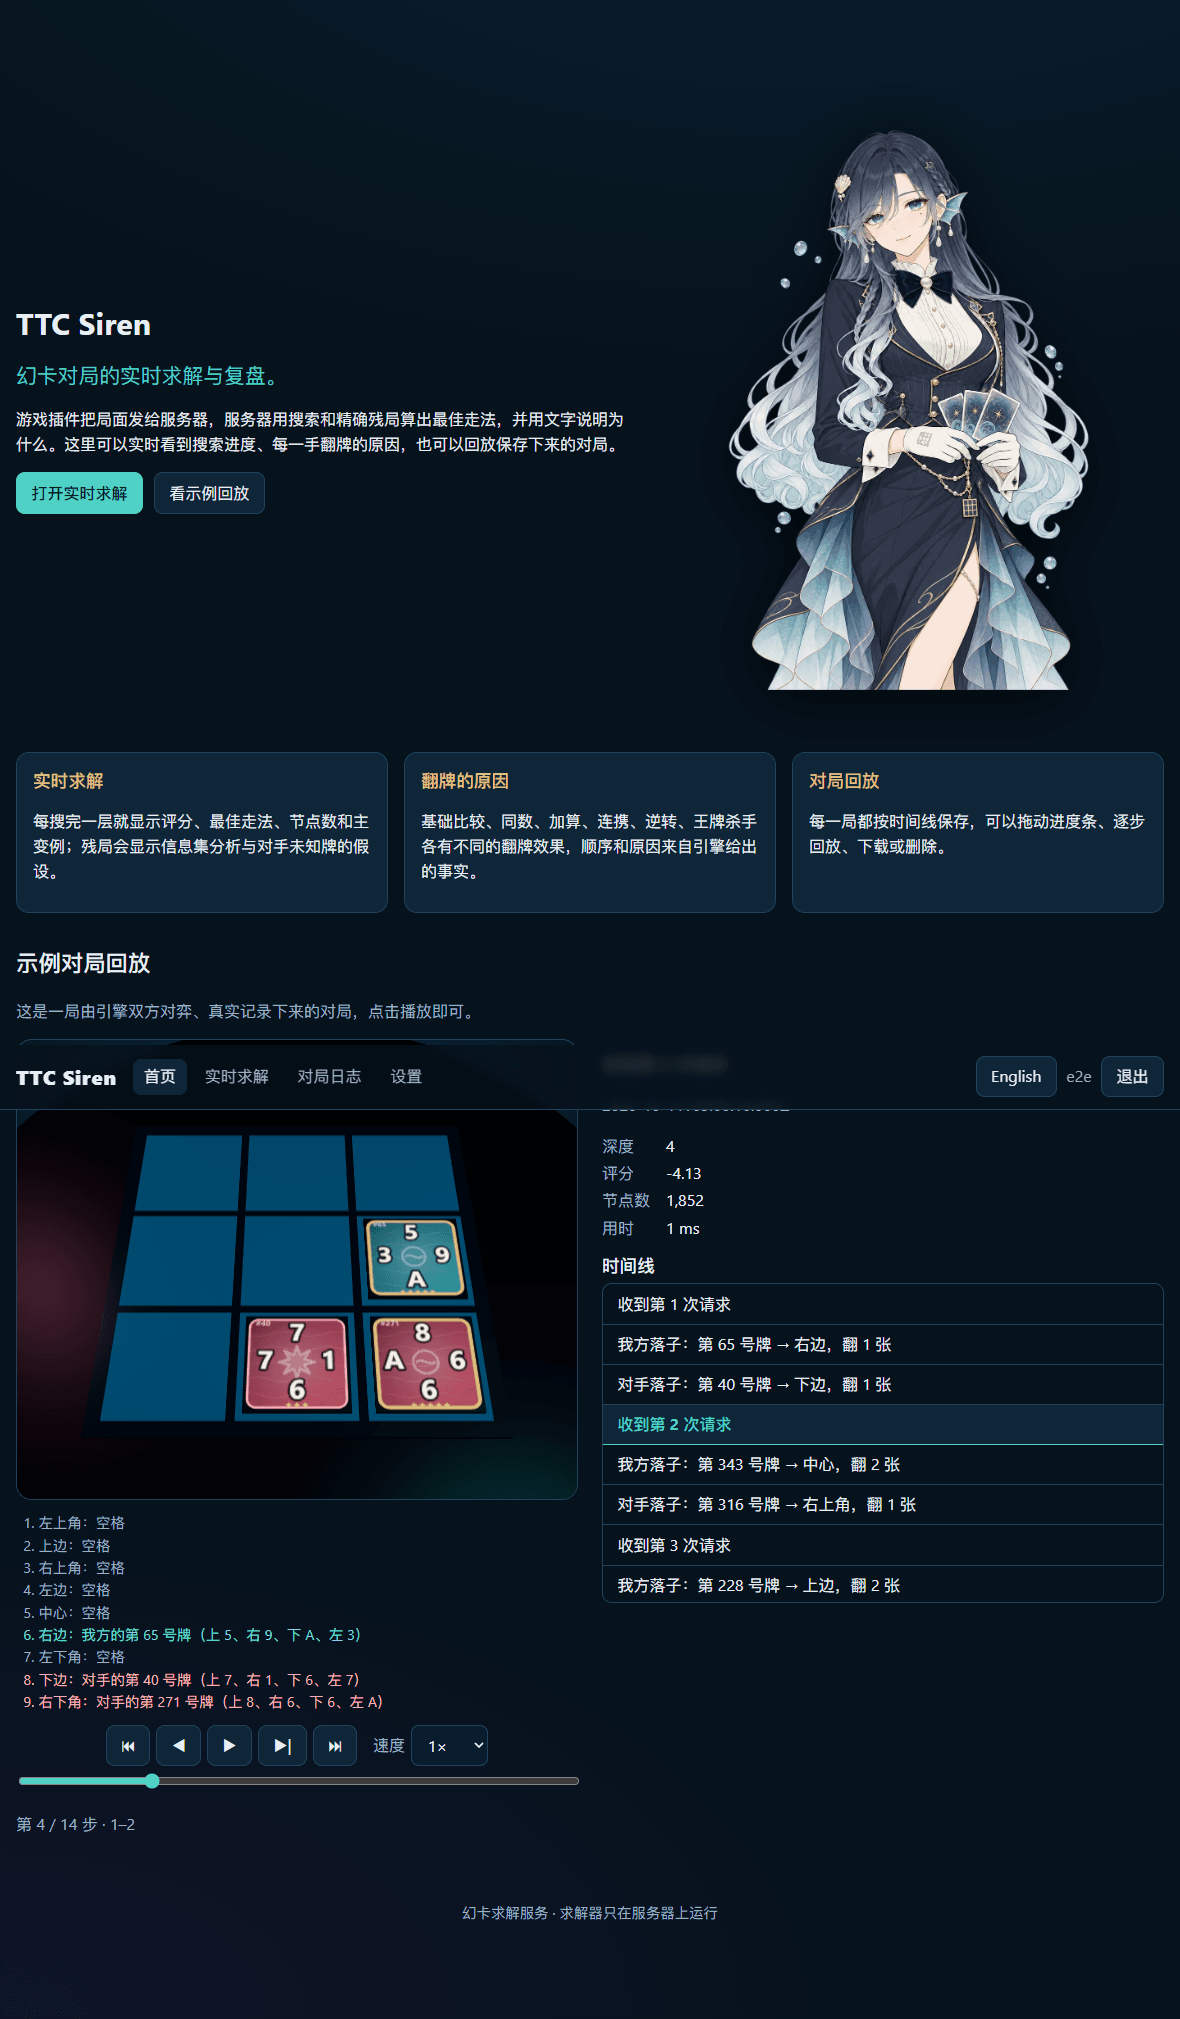 TTC Siren
幻卡对局的实时求解与复盘。
游戏插件把局面发给服务器，服务器用搜索和精确残局算出最佳走法，并用文字说明为
什么。这里可以实时看到搜索进度、每一手翻牌的原因，也可以回放保存下来的对局。
打开实时求解
看示例回放
实时求解
每搜完一层就显示评分、最佳走法、节点数和主
变例；残局会显示信息集分析与对手未知牌的假
设。
翻牌的原因
基础比较、同数、加算、连携、逆转、王牌杀手
各有不同的翻牌效果，顺序和原因来自引擎给出
的事实。
对局回放
每一局都按时间线保存，可以拖动进度条、逐步
回放、下载或删除。
示例对局回放
这是一局由引擎双方对弈、真实记录下来的对局，点击播放即可。
TTC Siren 首页 实时求解 对局日志 设置 English e2e 退出
#65
5
3 9
A
#40
7
7 1
6
#271
8
A 6
6
1. 左上角：空格
2. 上边：空格
3. 右上角：空格
4. 左边：空格
5. 中心：空格
6. 右边：我方的第 65 号牌（上 5、右 9、下 A、左 3）
7. 左下角：空格
8. 下边：对手的第 40 号牌（上 7、右 1、下 6、左 7）
9. 右下角：对手的第 271 号牌（上 8、右 6、下 6、左 A）
速度 1×
第 4 / 14 步 · 1–2
深度 4
评分 -4.13
节点数 1,852
用时 1 ms
时间线
收到第 1 次请求
我方落子：第 65 号牌 → 右边，翻 1 张
对手落子：第 40 号牌 → 下边，翻 1 张
收到第 2 次请求
我方落子：第 343 号牌 → 中心，翻 2 张
对手落子：第 316 号牌 → 右上角，翻 1 张
收到第 3 次请求
我方落子：第 228 号牌 → 上边，翻 2 张
幻卡求解服务 · 求解器只在服务器上运行